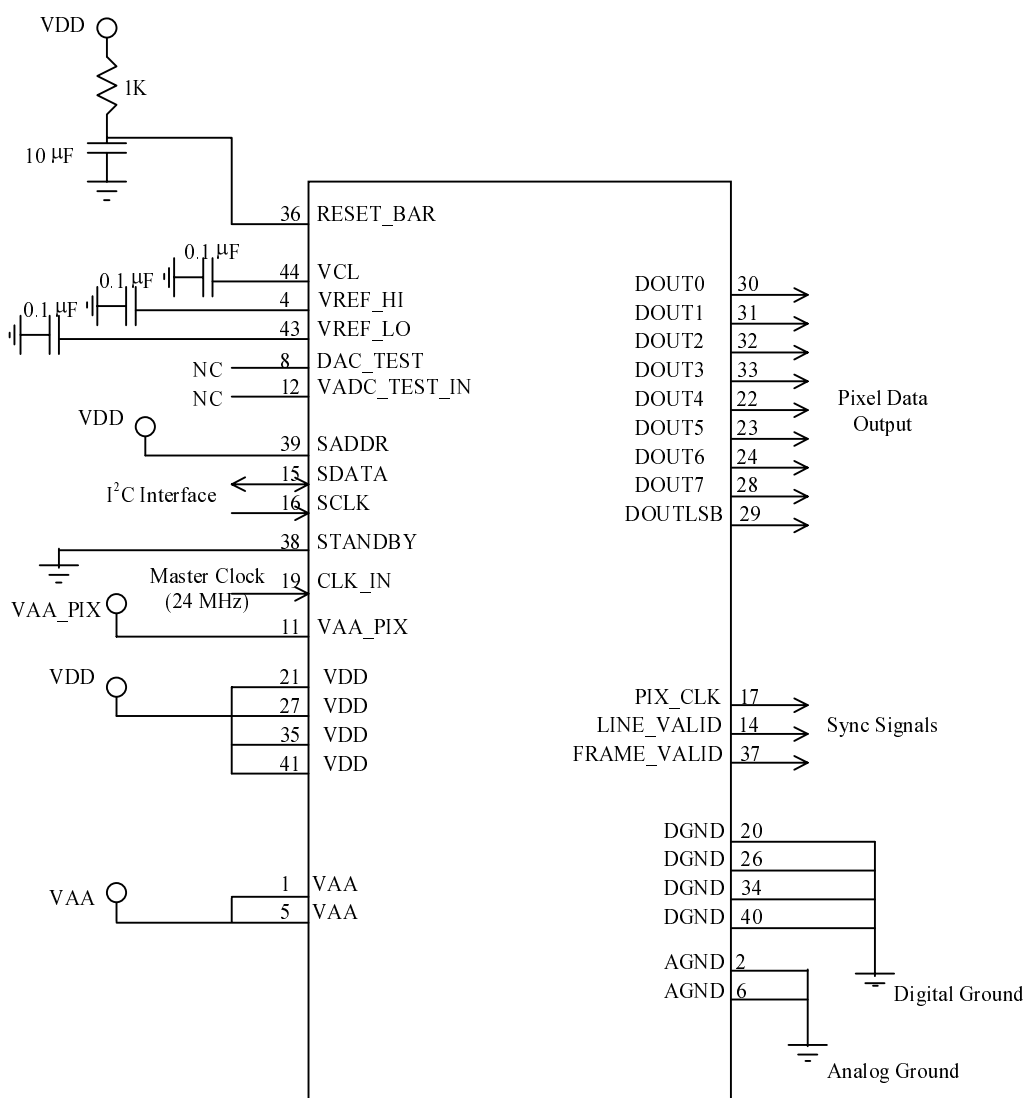 VDD
1K
10 µF
36 RESET_BAR
0.1 µF
44 VCL
0.1 µF
4 VREF_HI
0.1 µF
43 VREF_LO
NC 8 DAC_TEST
NC 12 VADC_TEST_IN
VDD
39 SADDR
15 SDATA
I²C Interface
16 SCLK
38 STANDBY
Master Clock
(24 MHz)
19 CLK_IN
VAA_PIX
11 VAA_PIX
VDD
21 VDD
27 VDD
35 VDD
41 VDD
VAA
1 VAA
5 VAA
DOUT0 30
DOUT1 31
DOUT2 32
DOUT3 33
DOUT4 22
DOUT5 23
DOUT6 24
DOUT7 28
DOUTLSB 29
Pixel Data
Output
PIX_CLK 17
LINE_VALID 14
FRAME_VALID 37
Sync Signals
DGND 20
DGND 26
DGND 34
DGND 40
AGND 2
AGND 6
Digital Ground
Analog Ground